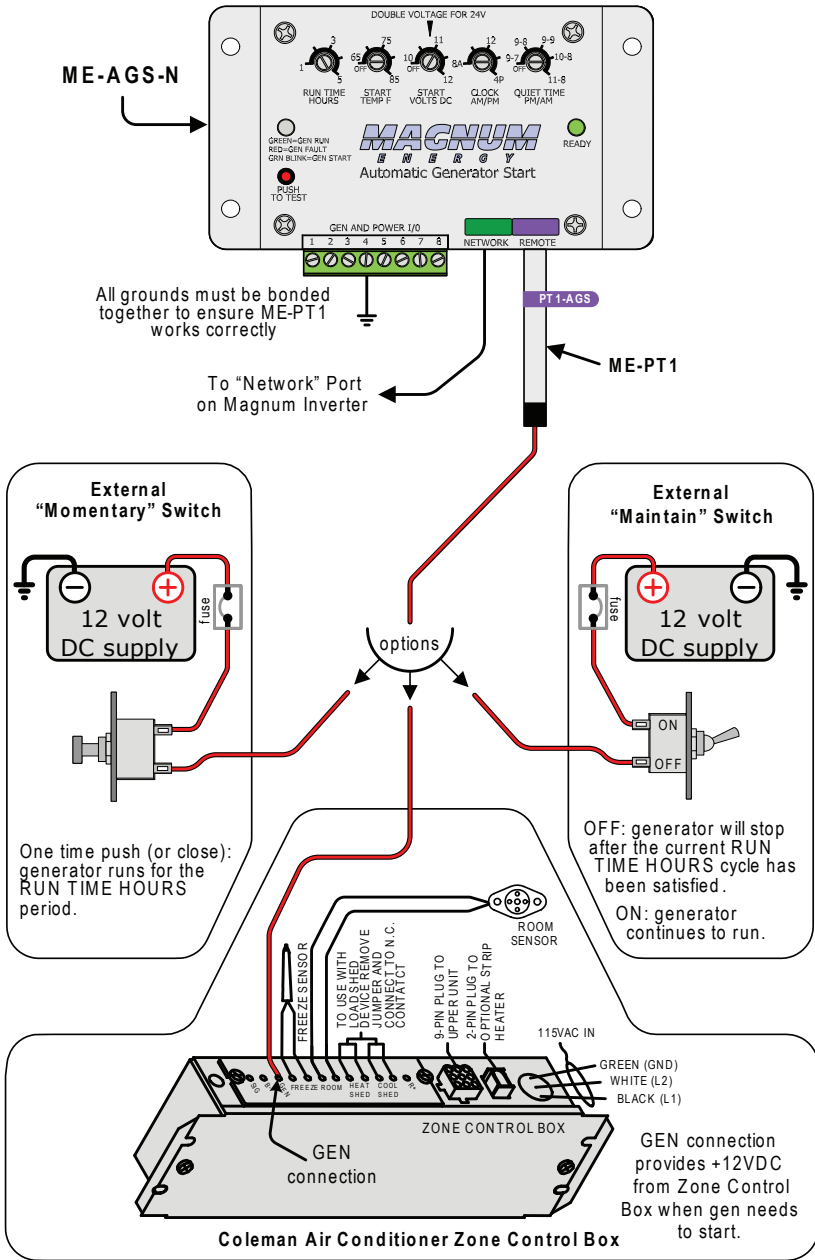 DOUBLE VOLTAGE FOR 24V
ME-AGS-N
1 3 5
65 OFF 75 85
10 OFF 11 12
8A 12 4P
9-7 OFF 9-8 9-9 10-8 11-8
RUN TIME HOURS
START TEMP F
START VOLTS DC
CLOCK AM/PM
QUIET TIME PM/AM
GREEN=GEN RUN
RED=GEN FAULT
GRN BLINK=GEN START
MAGNUM
ENERGY
Automatic Generator Start
READY
PUSH
TO TEST
GEN AND POWER I/0
1 2 3 4 5 6 7 8
NETWORK
REMOTE
All grounds must be bonded
together to ensure ME-PT1
works correctly
PT1-AGS
ME-PT1
To “Network” Port
on Magnum Inverter
External
“Momentary” Switch
12 volt
DC supply
fuse
One time push (or close):
generator runs for the
RUN TIME HOURS
period.
options
External
“Maintain” Switch
fuse
12 volt
DC supply
ON
OFF
OFF: generator will stop
after the current RUN
TIME HOURS cycle has
been satisfied.
ON: generator
continues to run.
FREEZE SENSOR
TO USE WITH
LOADSHED
DEVICE REMOVE
JUMPER AND
CONNECT TO N.C.
CONTATCT
ROOM
SENSOR
9-PIN PLUG TO
UPPER UNIT
2-PIN PLUG TO
OPTIONAL STRIP
HEATER
115VAC IN
GREEN (GND)
WHITE (L2)
BLACK (L1)
SIG
GEN
FREEZE
ROOM
HEAT
SHED
COOL
SHED
ZONE CONTROL BOX
GEN
connection
GEN connection
provides +12VDC
from Zone Control
Box when gen needs
to start.
Coleman Air Conditioner Zone Control Box